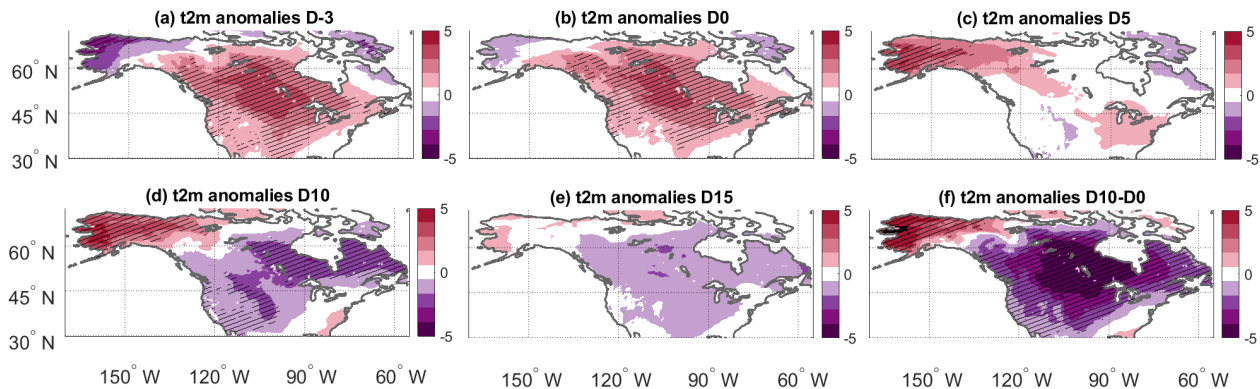 (a) t2m anomalies D-3
(b) t2m anomalies D0
(c) t2m anomalies D5
60° N
45° N
30° N
5
0
-5
5
0
-5
5
0
-5
(d) t2m anomalies D10
(e) t2m anomalies D15
(f) t2m anomalies D10-D0
60° N
45° N
30° N
5
0
-5
5
0
-5
5
0
-5
150° W 120° W 90° W 60° W
150° W 120° W 90° W 60° W
150° W 120° W 90° W 60° W